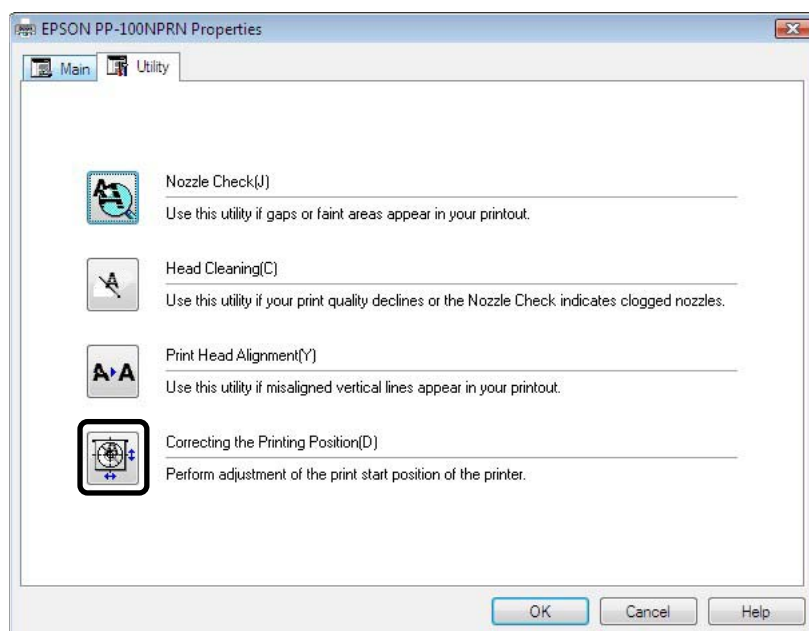 EPSON PP-100NPRN Properties
Main
Utility
Nozzle Check(J)
Use this utility if gaps or faint areas appear in your printout.
Head Cleaning(C)
Use this utility if your print quality declines or the Nozzle Check indicates clogged nozzles.
Print Head Alignment(Y)
Use this utility if misaligned vertical lines appear in your printout.
Correcting the Printing Position(D)
Perform adjustment of the print start position of the printer.
OK
Cancel
Help